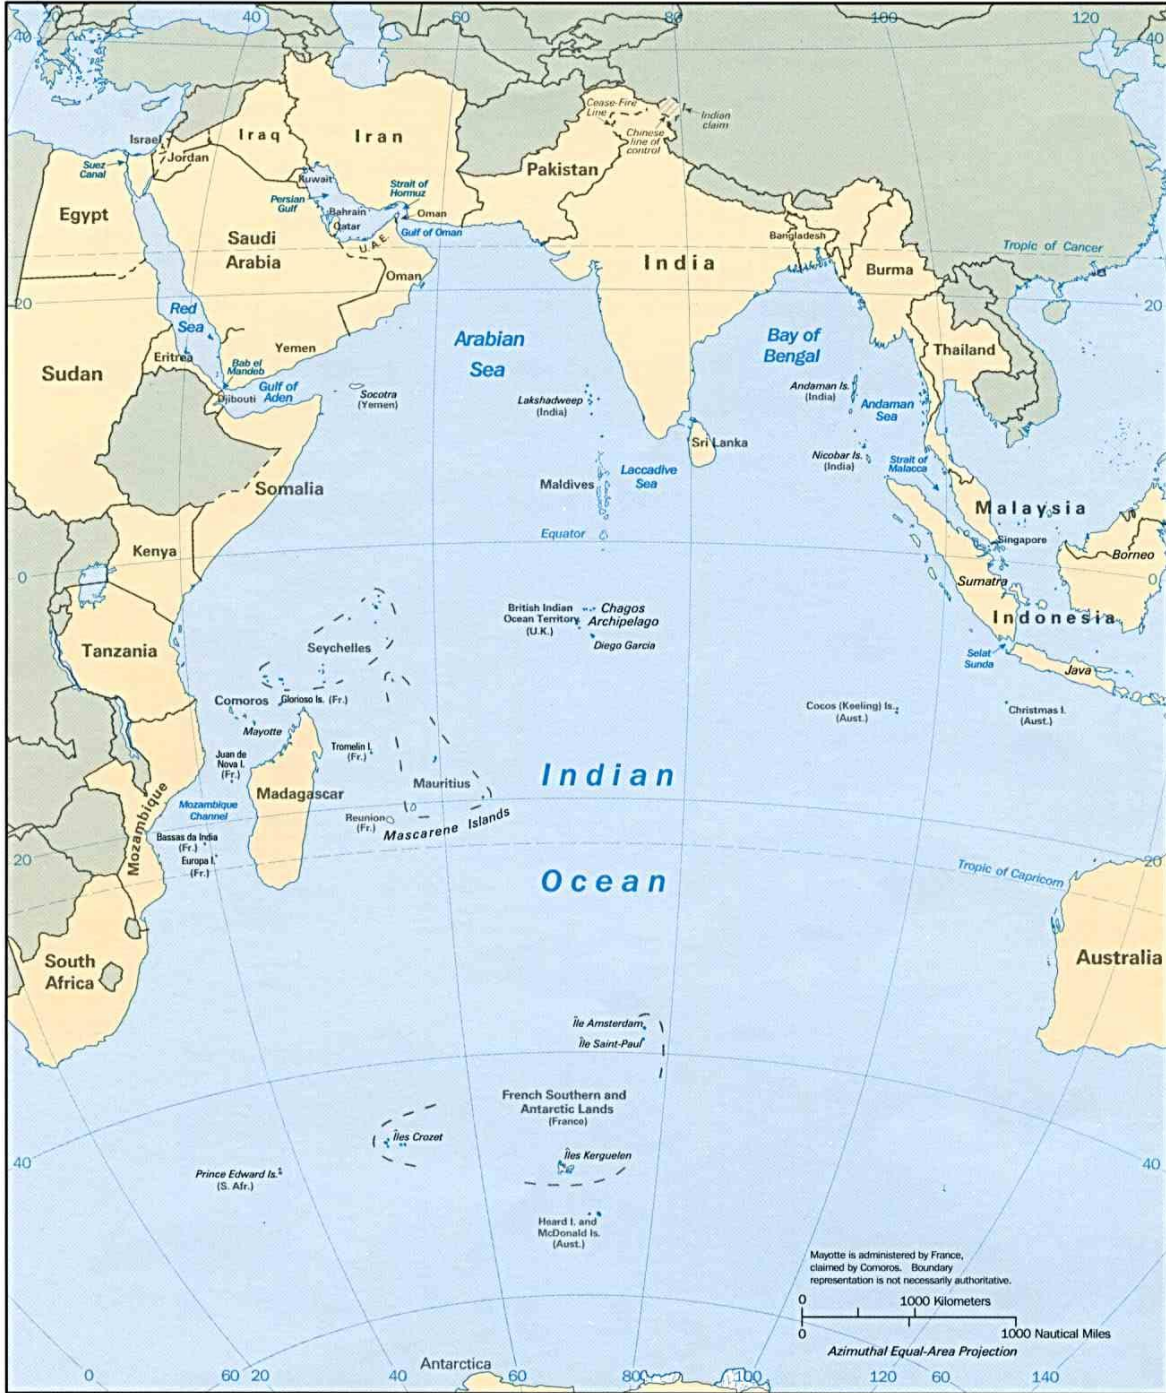 20
40
60
80
100
120
40
40
Cease-Fire
Line
Indian
claim
Chinese
line of
control
Israel
Iraq
Iran
Jordan
Suez
Canal
Kuwait
Pakistan
Persian
Gulf
Strait of
Hormuz
Bahrain
Qatar
Oman
Egypt
U.A.E.
Gulf of Oman
Saudi
Arabia
Oman
India
Bangladesh
Burma
Tropic of Cancer
20
20
Red
Sea
Arabian
Sea
Bay of
Bengal
Eritrea
Yemen
Thailand
Sudan
Bab el
Mandeb
Djibouti
Gulf of
Aden
Socotra
(Yemen)
Lakshadweep
(India)
Andaman Is.
(India)
Andaman
Sea
Sri Lanka
Nicobar Is.
(India)
Strait of
Malacca
Somalia
Maldives
Laccadive
Sea
Malaysia
Equator
Singapore
Kenya
Borneo
0
0
Sumatra
British Indian
Ocean Territory
(U.K.)
Chagos
Archipelago
Diego Garcia
Indonesia
Tanzania
Seychelles
Selat
Sunda
Java
Comoros
Glorioso Is. (Fr.)
Cocos (Keeling) Is.
(Aust.)
Christmas I.
(Aust.)
Mayotte
Juan de
Nova I.
(Fr.)
Tromelin I.
(Fr.)
Indian
Mauritius
Madagascar
Mozambique
Mozambique
Channel
Reunion
(Fr.)
Mascarene Islands
Bassas da India
(Fr.)
Europa I.
(Fr.)
20
20
Ocean
Tropic of Capricorn
South
Africa
Australia
Île Amsterdam
Île Saint-Paul
French Southern and
Antarctic Lands
(France)
Îles Crozet
Îles Kerguelen
40
40
Prince Edward Is.
(S. Afr.)
Heard I. and
McDonald Is.
(Aust.)
Mayotte is administered by France,
claimed by Comoros. Boundary
representation is not necessarily authoritative.
0 1000 Kilometers
0 1000 Nautical Miles
Azimuthal Equal-Area Projection
Antarctica
0
60
20
40
60
80
100
120
60
140